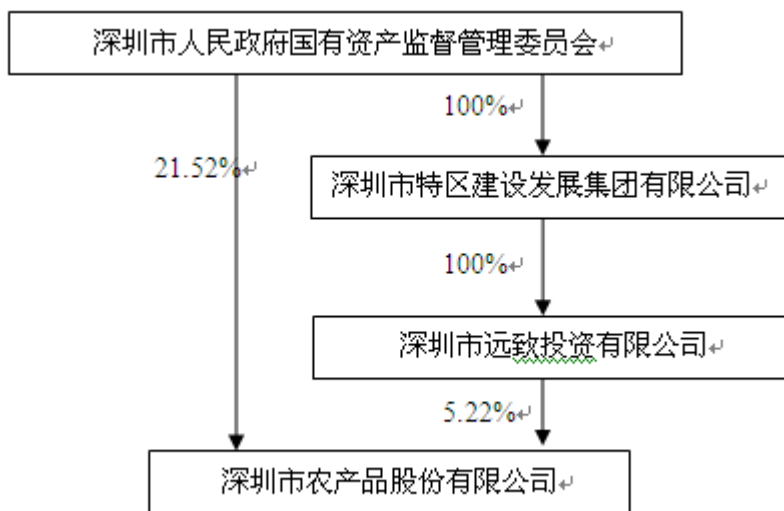 深圳市人民政府国有资产监督管理委员会
100%
21.52%
深圳市特区建设发展集团有限公司
100%
深圳市远致投资有限公司
5.22%
深圳市农产品股份有限公司